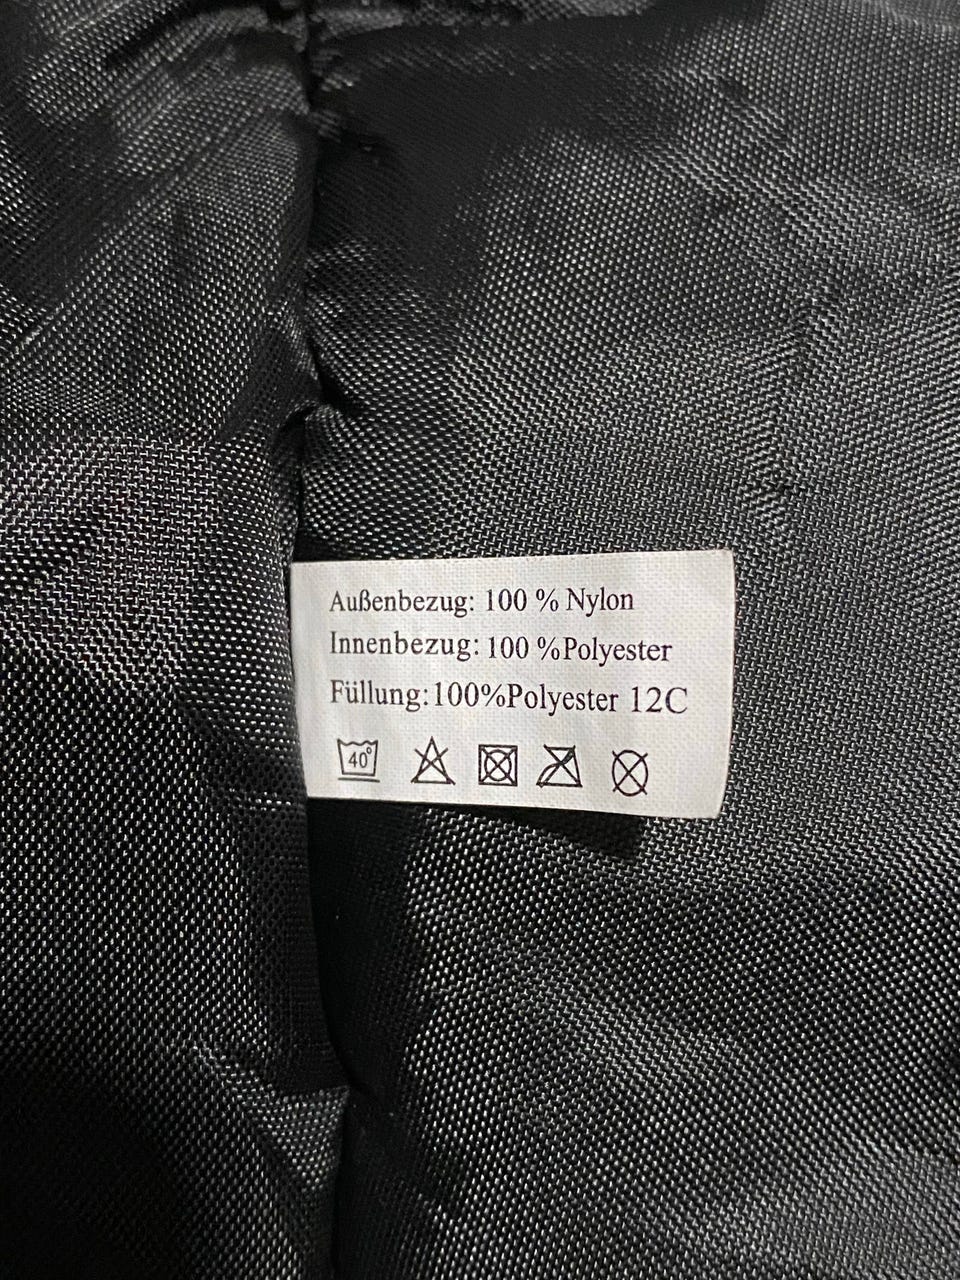 Außenbezug: 100 % Nylon
Innenbezug: 100 %Polyester
Füllung:100%Polyester 12C
40°